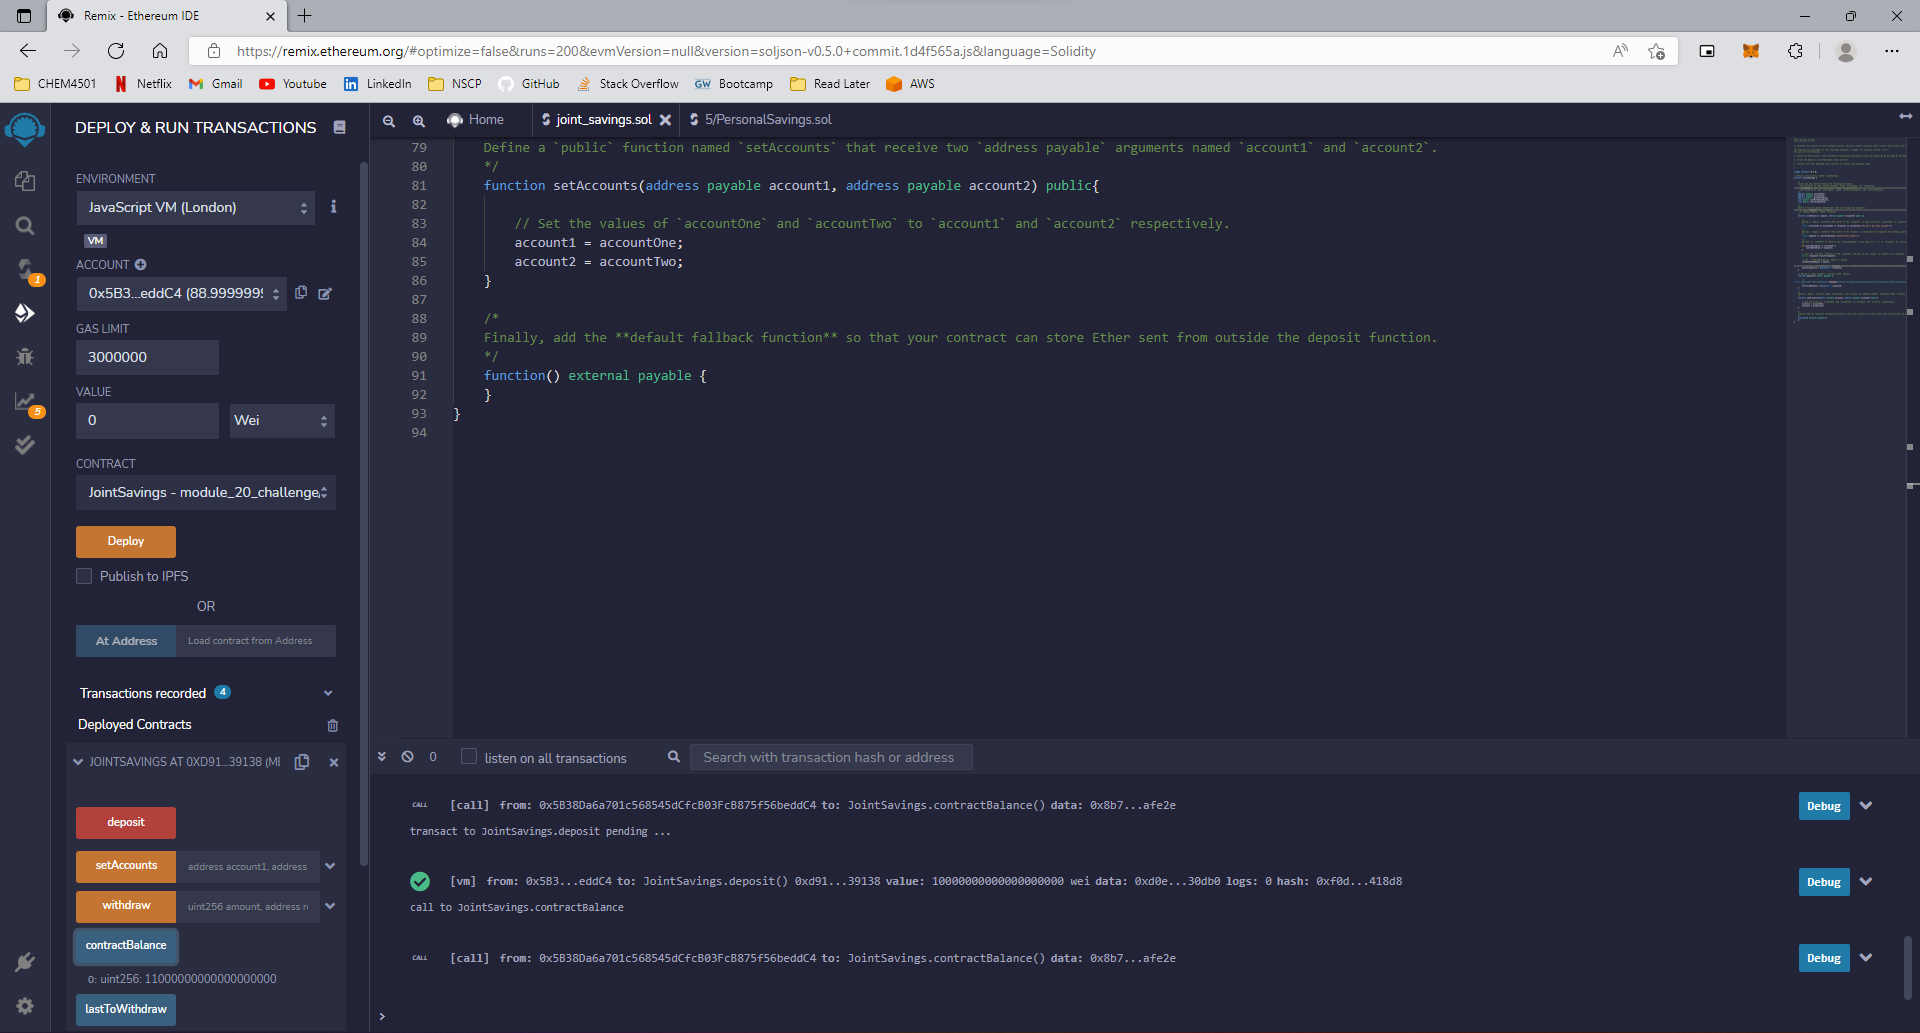 Remix - Ethereum IDE
https://remix.ethereum.org/#optimize=false&runs=200&evmVersion=null&version=soljson-v0.5.0+commit.1d4f565a.js&language=Solidity
CHEM4501 Netflix Gmail Youtube LinkedIn NSCP GitHub Stack Overflow GW Bootcamp Read Later AWS
DEPLOY & RUN TRANSACTIONS
ENVIRONMENT
JavaScript VM (London)
VM
ACCOUNT
1
0x5B3...eddC4 (88.9999999
GAS LIMIT
3000000
VALUE
5
0 Wei
CONTRACT
JointSavings - module_20_challenge
Deploy
Publish to IPFS
OR
At Address Load contract from Address
Transactions recorded 4
Deployed Contracts
JOINTSAVINGS AT 0XD91...39138 (ME
deposit
setAccounts address account1, address
withdraw uint256 amount, address r
contractBalance
0: uint256: 11000000000000000000
lastToWithdraw
Home joint_savings.sol 5/PersonalSavings.sol
79 Define a `public` function named `setAccounts` that receive two `address payable` arguments named `account1` and `account2`.
80 */
81 function setAccounts(address payable account1, address payable account2) public{
82
83 // Set the values of `accountOne` and `accountTwo` to `account1` and `account2` respectively.
84 account1 = accountOne;
85 account2 = accountTwo;
86 }
87
88 /*
89 Finally, add the **default fallback function** so that your contract can store Ether sent from outside the deposit function.
90 */
91 function() external payable {
92 }
93 }
94
0 listen on all transactions Search with transaction hash or address
CALL [call] from: 0x5B38Da6a701c568545dCfcB03FcB875f56beddC4 to: JointSavings.contractBalance() data: 0x8b7...afe2e Debug
transact to JointSavings.deposit pending ...
[vm] from: 0x5B3...eddC4 to: JointSavings.deposit() 0xd91...39138 value: 10000000000000000000 wei data: 0xd0e...30db0 logs: 0 hash: 0xf0d...418d8 Debug
call to JointSavings.contractBalance
CALL [call] from: 0x5B38Da6a701c568545dCfcB03FcB875f56beddC4 to: JointSavings.contractBalance() data: 0x8b7...afe2e Debug
>